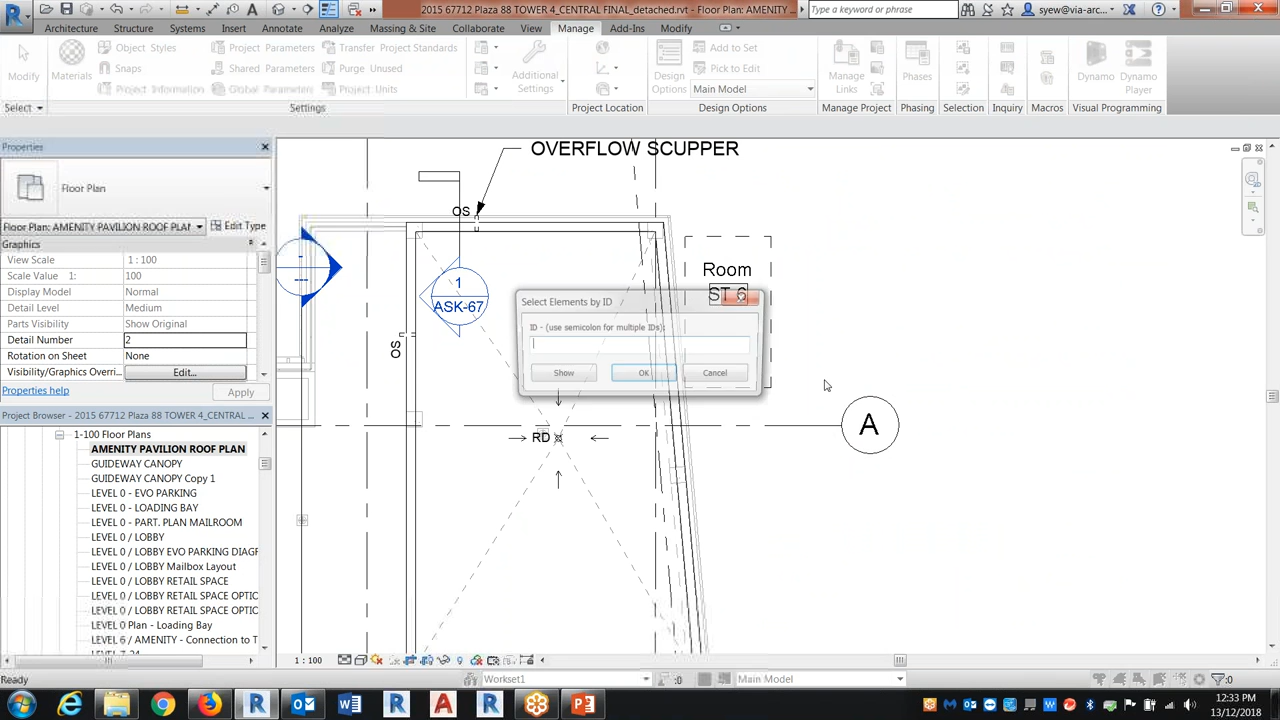 2015 67712 Plaza 88 TOWER 4_CENTRAL FINAL_detached.rvt - Floor Plan: AMENITY ...
Type a keyword or phrase
syew@via-arc...
Architecture Structure Systems Insert Annotate Analyze Massing & Site Collaborate View Manage Add-Ins Modify
Modify
Materials
Object Styles
Snaps
Project Information
Project Parameters
Shared Parameters
Global Parameters
Transfer Project Standards
Purge Unused
Project Units
Additional Settings
Design Options
Add to Set
Pick to Edit
Main Model
Manage Links
Phases
Dynamo
Dynamo Player
Select Settings Project Location Design Options Manage Project Phasing Selection Inquiry Macros Visual Programming
Properties
Floor Plan
Floor Plan: AMENITY PAVILION ROOF PLAN
Edit Type
Graphics
View Scale 1 : 100
Scale Value 1: 100
Display Model Normal
Detail Level Medium
Parts Visibility Show Original
Detail Number 2
Rotation on Sheet None
Visibility/Graphics Overri... Edit...
Properties help
Apply
Project Browser - 2015 67712 Plaza 88 TOWER 4_CENTRAL ...
1-100 Floor Plans
AMENITY PAVILION ROOF PLAN
GUIDEWAY CANOPY
GUIDEWAY CANOPY Copy 1
LEVEL 0 - EVO PARKING
LEVEL 0 - LOADING BAY
LEVEL 0 - PART. PLAN MAILROOM
LEVEL 0 / LOBBY
LEVEL 0 / LOBBY EVO PARKING DIAGR
LEVEL 0 / LOBBY Mailbox Layout
LEVEL 0 / LOBBY RETAIL SPACE
LEVEL 0 / LOBBY RETAIL SPACE OPTIC
LEVEL 0 / LOBBY RETAIL SPACE OPTIC
LEVEL 0 Plan - Loading Bay
LEVEL 6 / AMENITY - Connection to T
OVERFLOW SCUPPER
OS
1
ASK-67
OS
Room
ST 6
RD
A
Select Elements by ID
ID - (use semicolon for multiple IDs):
Show
OK
Cancel
1 : 100
Ready
Workset1
:0
Main Model
:0
12:33 PM
13/12/2018